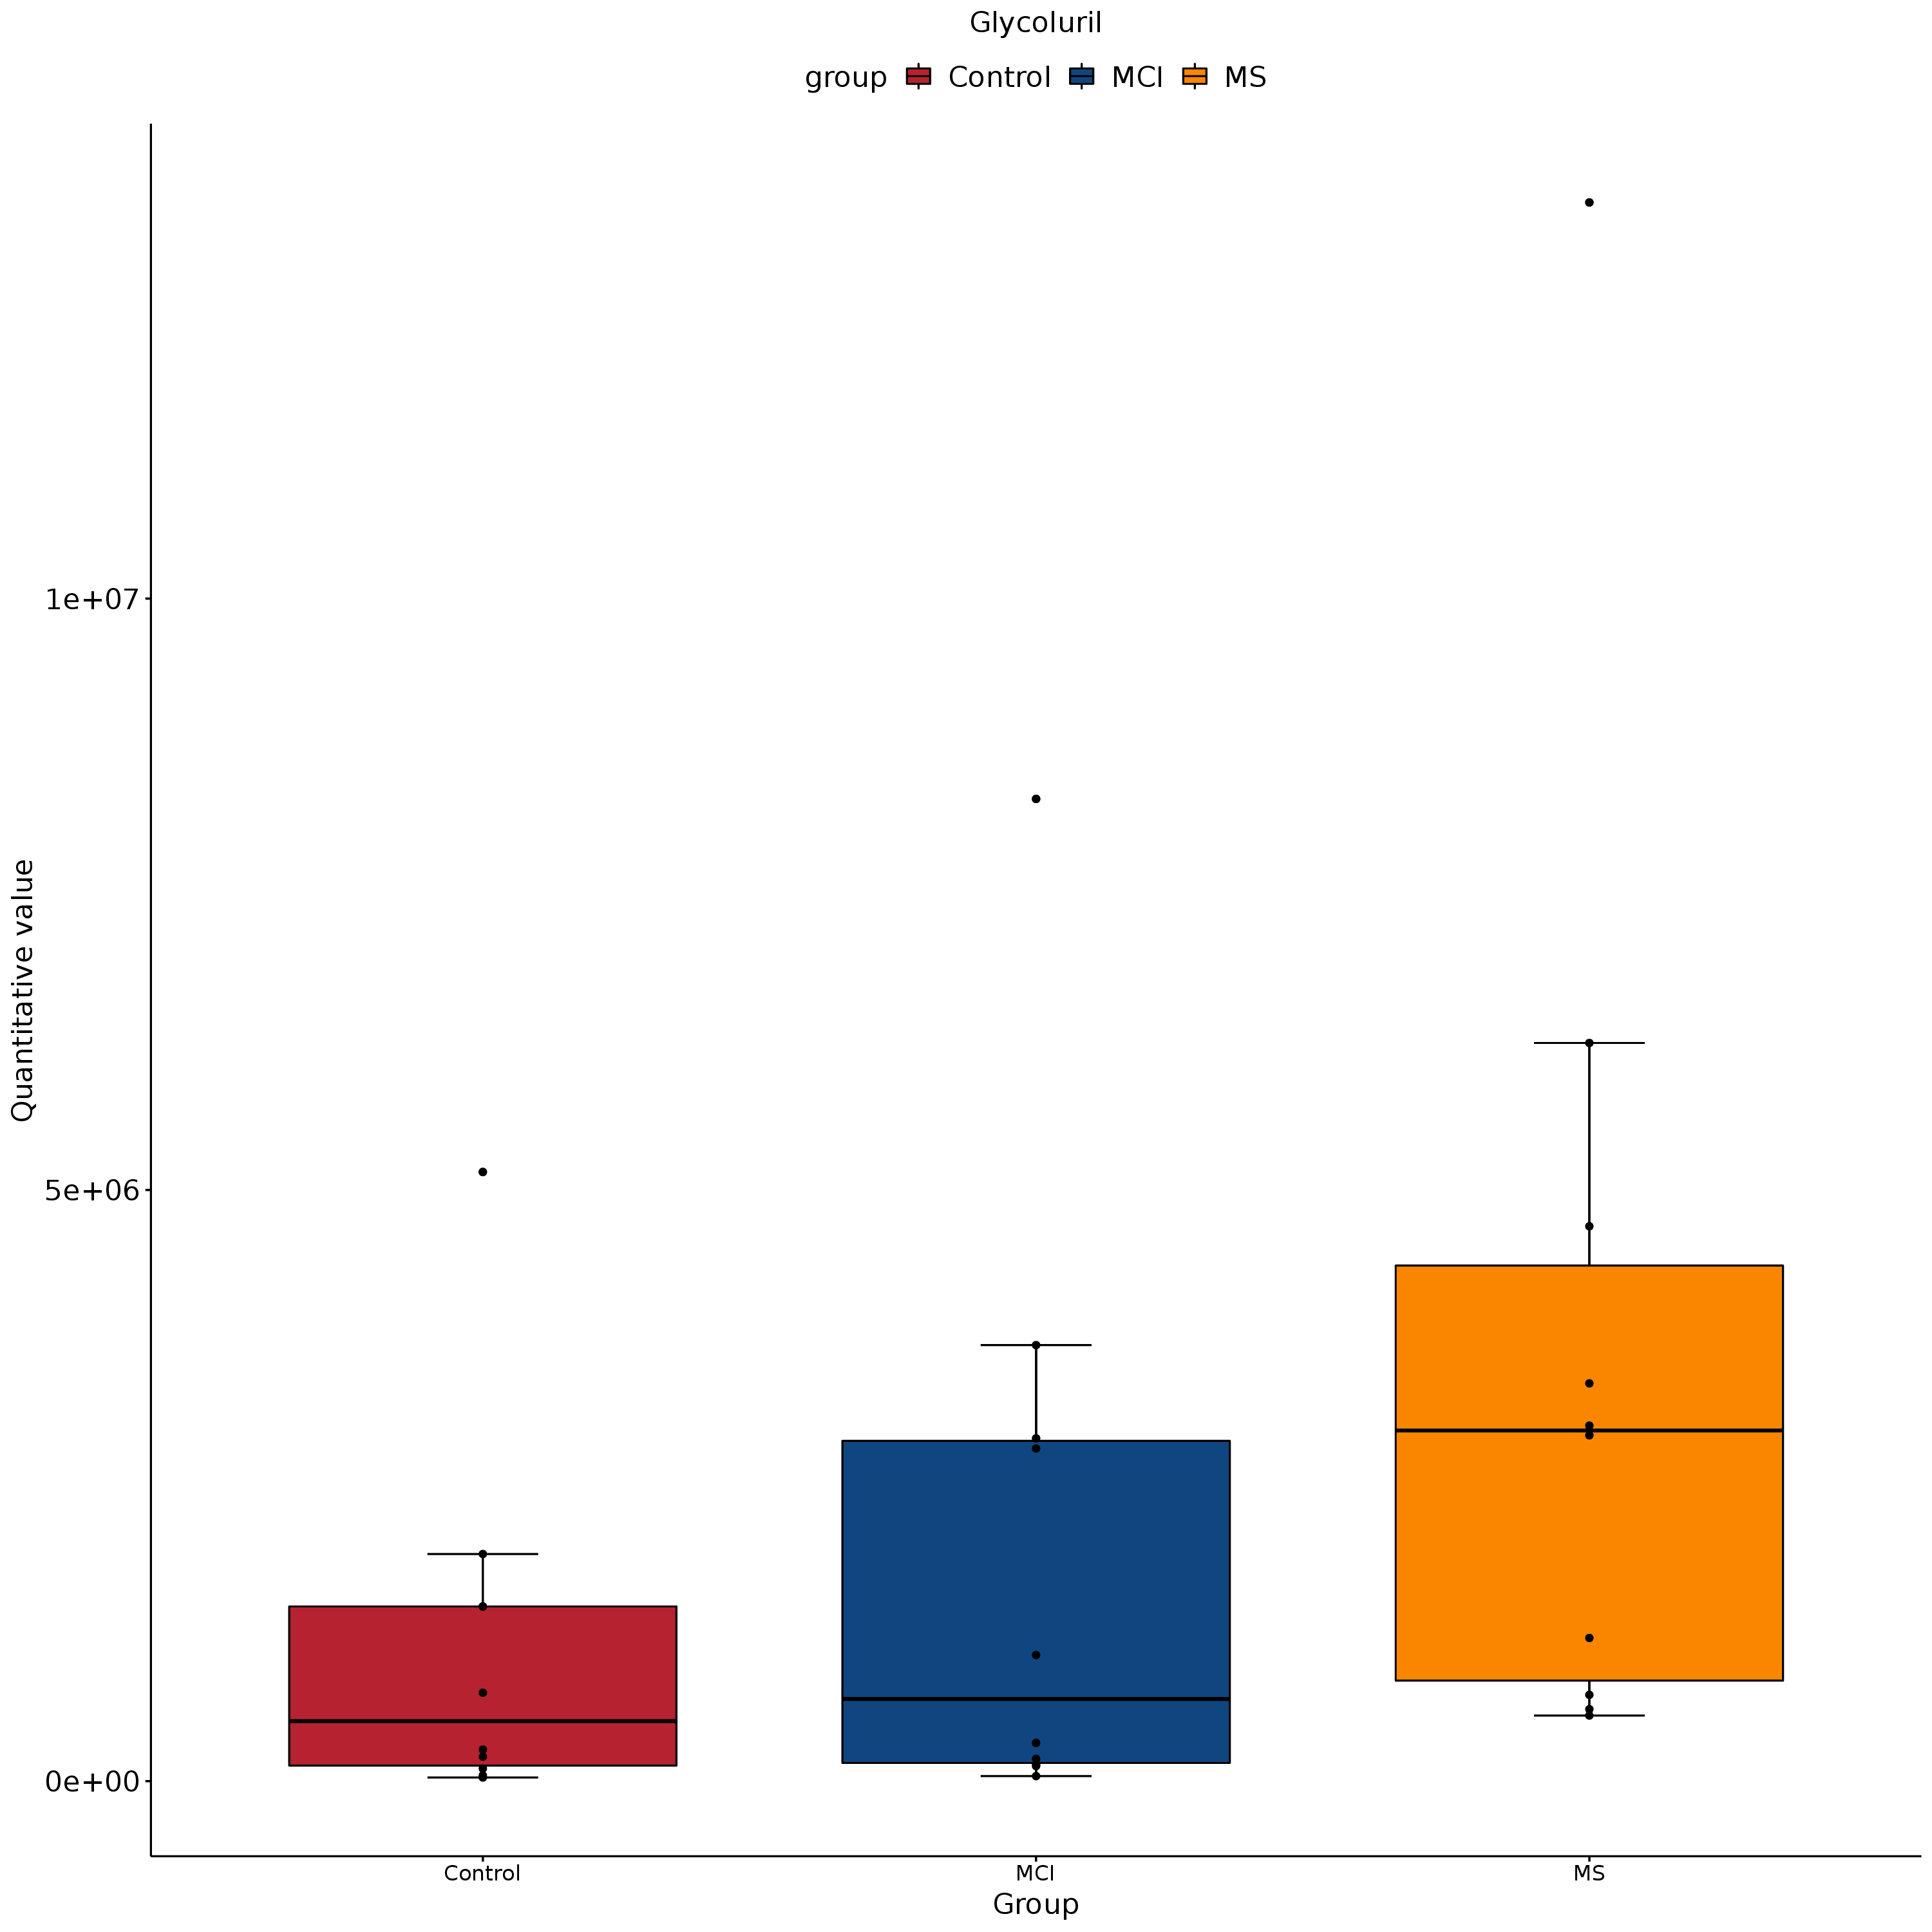 Glycoluril
group Control MCI MS
Quantitative value
1e+07
5e+06
0e+00
Control MCI MS
Group